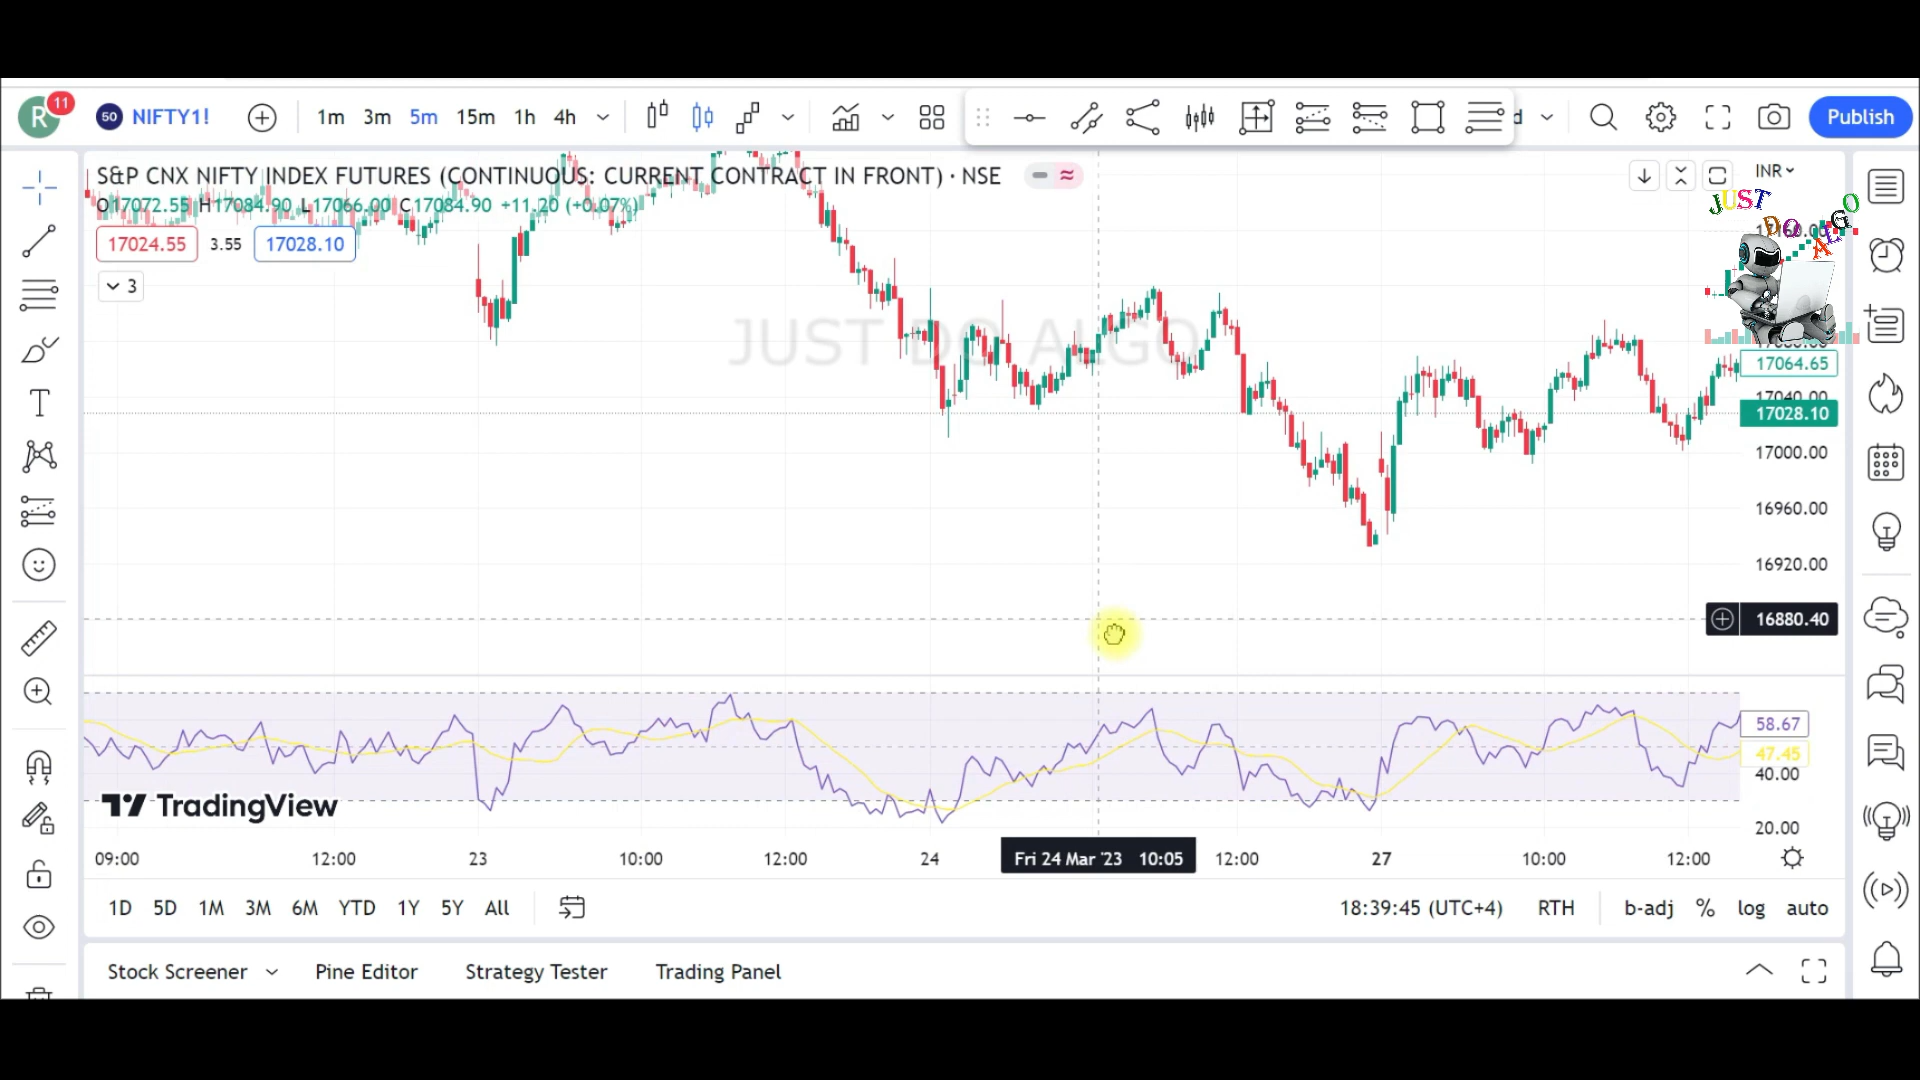 R 11 50 NIFTY1! 1m 3m 5m 15m 1h 4h d Publish
S&P CNX NIFTY INDEX FUTURES (CONTINUOUS: CURRENT CONTRACT IN FRONT) · NSE INR
JUST DO ALGO
O17072.55 H17084.90 L17066.00 C17084.90 +11.20 (+0.07%)
17160.00
17024.55 3.55 17028.10
3
JUST DO ALGO
17064.65
17040.00
17028.10
17000.00
16960.00
16920.00
16880.40
58.67
47.45
40.00
TradingView
20.00
09:00 12:00 23 10:00 12:00 24 Fri 24 Mar '23 10:05 12:00 27 10:00 12:00
1D 5D 1M 3M 6M YTD 1Y 5Y All 18:39:45 (UTC+4) RTH b-adj % log auto
Stock Screener Pine Editor Strategy Tester Trading Panel